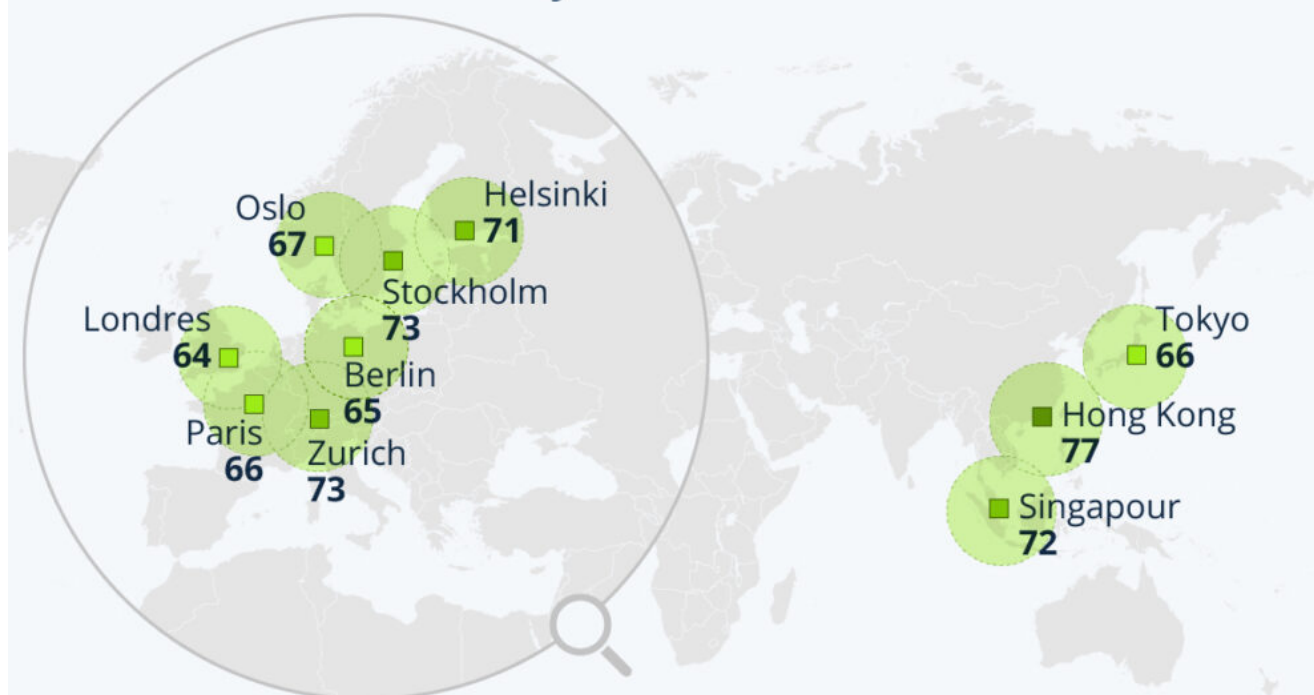 Oslo
67
Helsinki
71
Stockholm
73
Londres
64
Berlin
65
Paris
66
Zurich
73
Tokyo
66
Hong Kong
77
Singapour
72